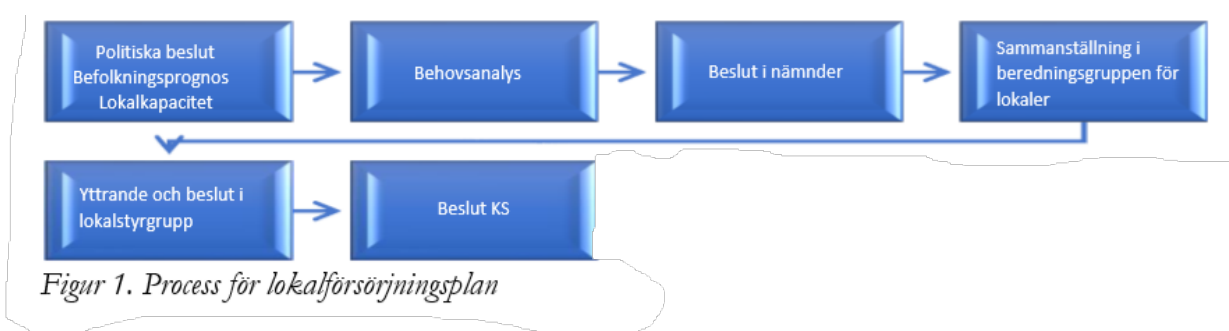 Politiska beslut
Befolkningsprognos
Lokalkapacitet
Behovsanalys
Beslut i nämnder
Sammanställning i
beredningsgruppen för
lokaler
Yttrande och beslut i
lokalstyrgrupp
Beslut KS
Figur 1. Process för lokalförsörjningsplan